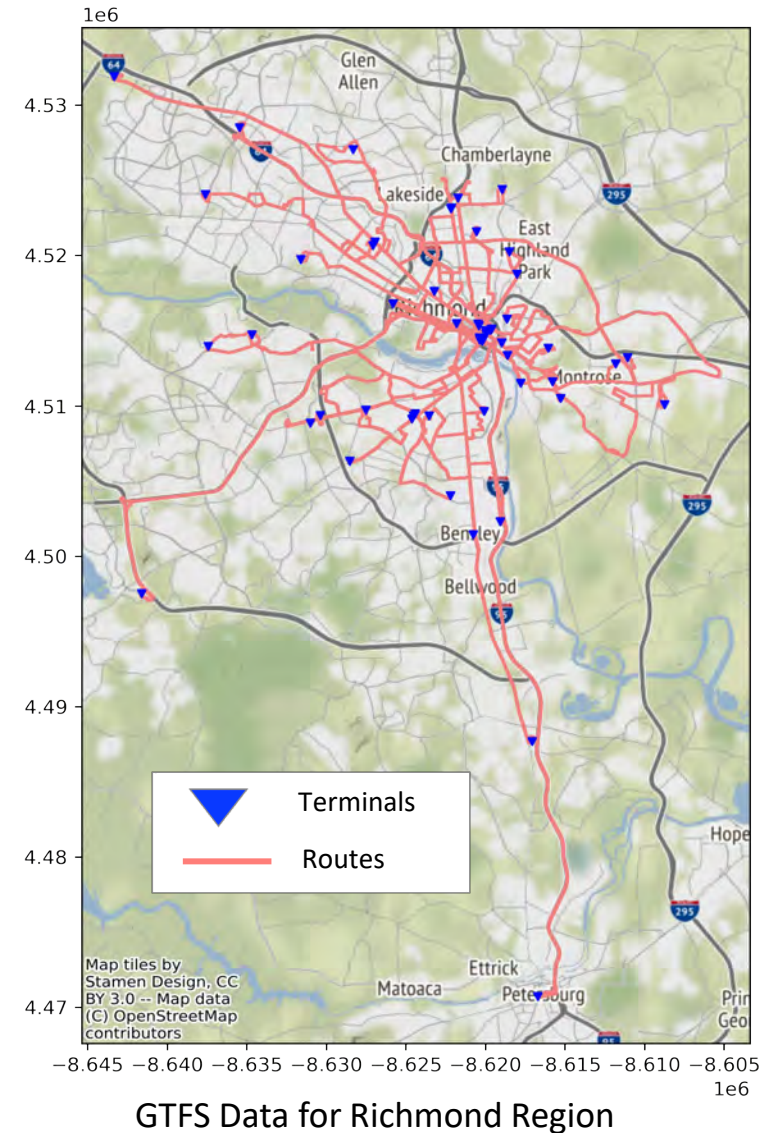 1e6
64
Glen
Allen
4.53
Chamberlayne
Lakeside
295
East
Highland
Park
4.52
Richmond
Montrose
4.51
295
Bensley
4.50
Bellwood
4.49
Terminals
Routes
4.48
Hope
295
Map tiles by
Stamen Design, CC
BY 3.0 -- Map data
(C) OpenStreetMap
contributors
Ettrick
Matoaca
Petersburg
Prin
Geo
4.47
95
−8.645 −8.640 −8.635 −8.630 −8.625 −8.620 −8.615 −8.610 −8.605
1e6
GTFS Data for Richmond Region